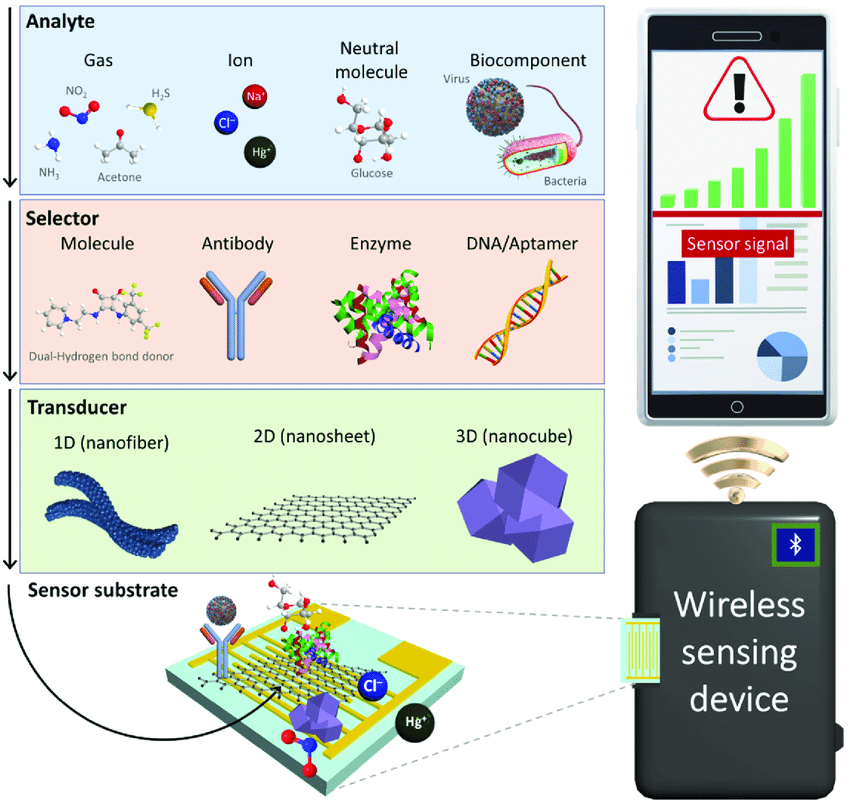 Analyte
Gas
Ion
Neutral
molecule
Biocomponent
NO2
H2S
NH3
Acetone
Na+
Cl−
Hg+
Glucose
Virus
Bacteria
Selector
Molecule
Antibody
Enzyme
DNA/Aptamer
Dual-Hydrogen bond donor
Transducer
1D (nanofiber)
2D (nanosheet)
3D (nanocube)
Sensor substrate
Cl−
Hg+
!
Sensor signal
Wireless
sensing
device